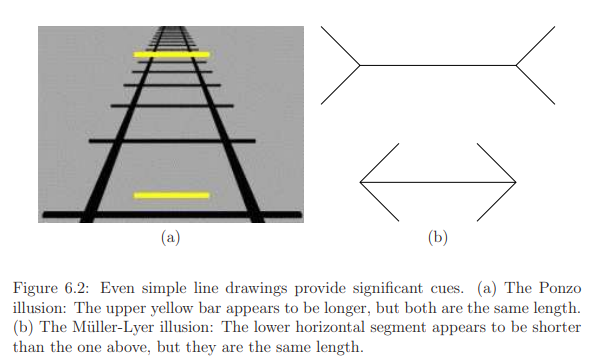 (a)
(b)
Figure 6.2: Even simple line drawings provide significant cues. (a) The Ponzo
illusion: The upper yellow bar appears to be longer, but both are the same length.
(b) The Müller-Lyer illusion: The lower horizontal segment appears to be shorter
than the one above, but they are the same length.